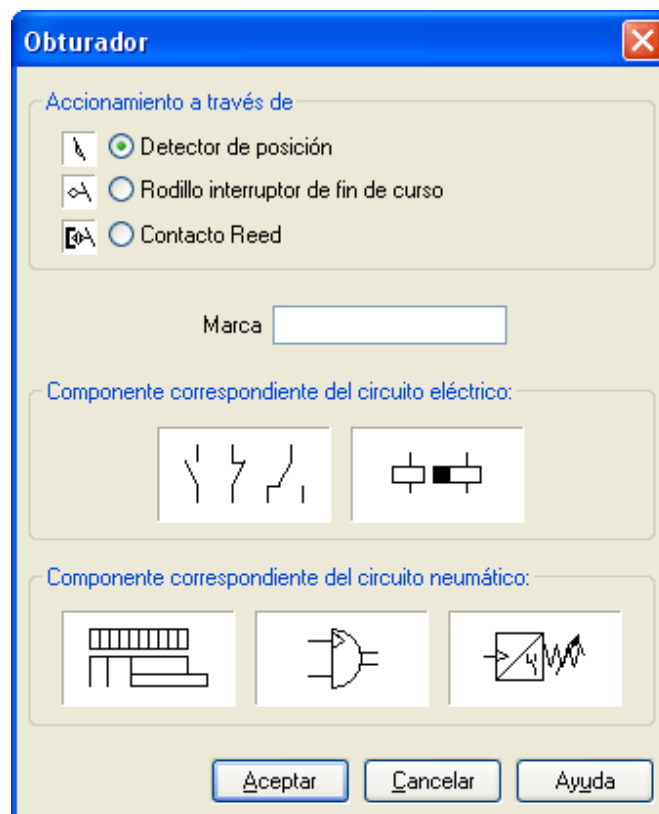 Obturador
Accionamiento a través de
Detector de posición
Rodillo interruptor de fin de curso
Contacto Reed
Marca
Componente correspondiente del circuito eléctrico:
Componente correspondiente del circuito neumático:
Aceptar
Cancelar
Ayuda